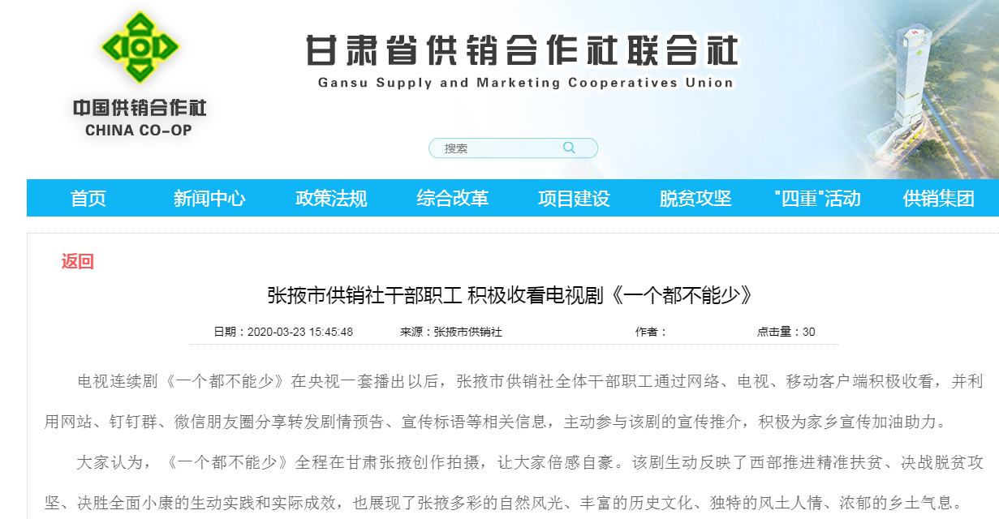 甘肃省供销合作社联合社
Gansu Supply and Marketing Cooperatives Union
中国供销合作社
CHINA CO-OP
搜索
首页 新闻中心 政策法规 综合改革 项目建设 脱贫攻坚 "四重"活动 供销集团
返回
张掖市供销社干部职工 积极收看电视剧《一个都不能少》
日期：2020-03-23 15:45:48 来源：张掖市供销社 作者： 点击量：30
电视连续剧《一个都不能少》在央视一套播出以后，张掖市供销社全体干部职工通过网络、电视、移动客户端积极收看，并利
用网站、钉钉群、微信朋友圈分享转发剧情预告、宣传标语等相关信息，主动参与该剧的宣传推介，积极为家乡宣传加油助力。
大家认为，《一个都不能少》全程在甘肃张掖创作拍摄，让大家倍感自豪。该剧生动反映了西部推进精准扶贫、决战脱贫攻
坚、决胜全面小康的生动实践和实际成效，也展现了张掖多彩的自然风光、丰富的历史文化、独特的风土人情、浓郁的乡土气息。